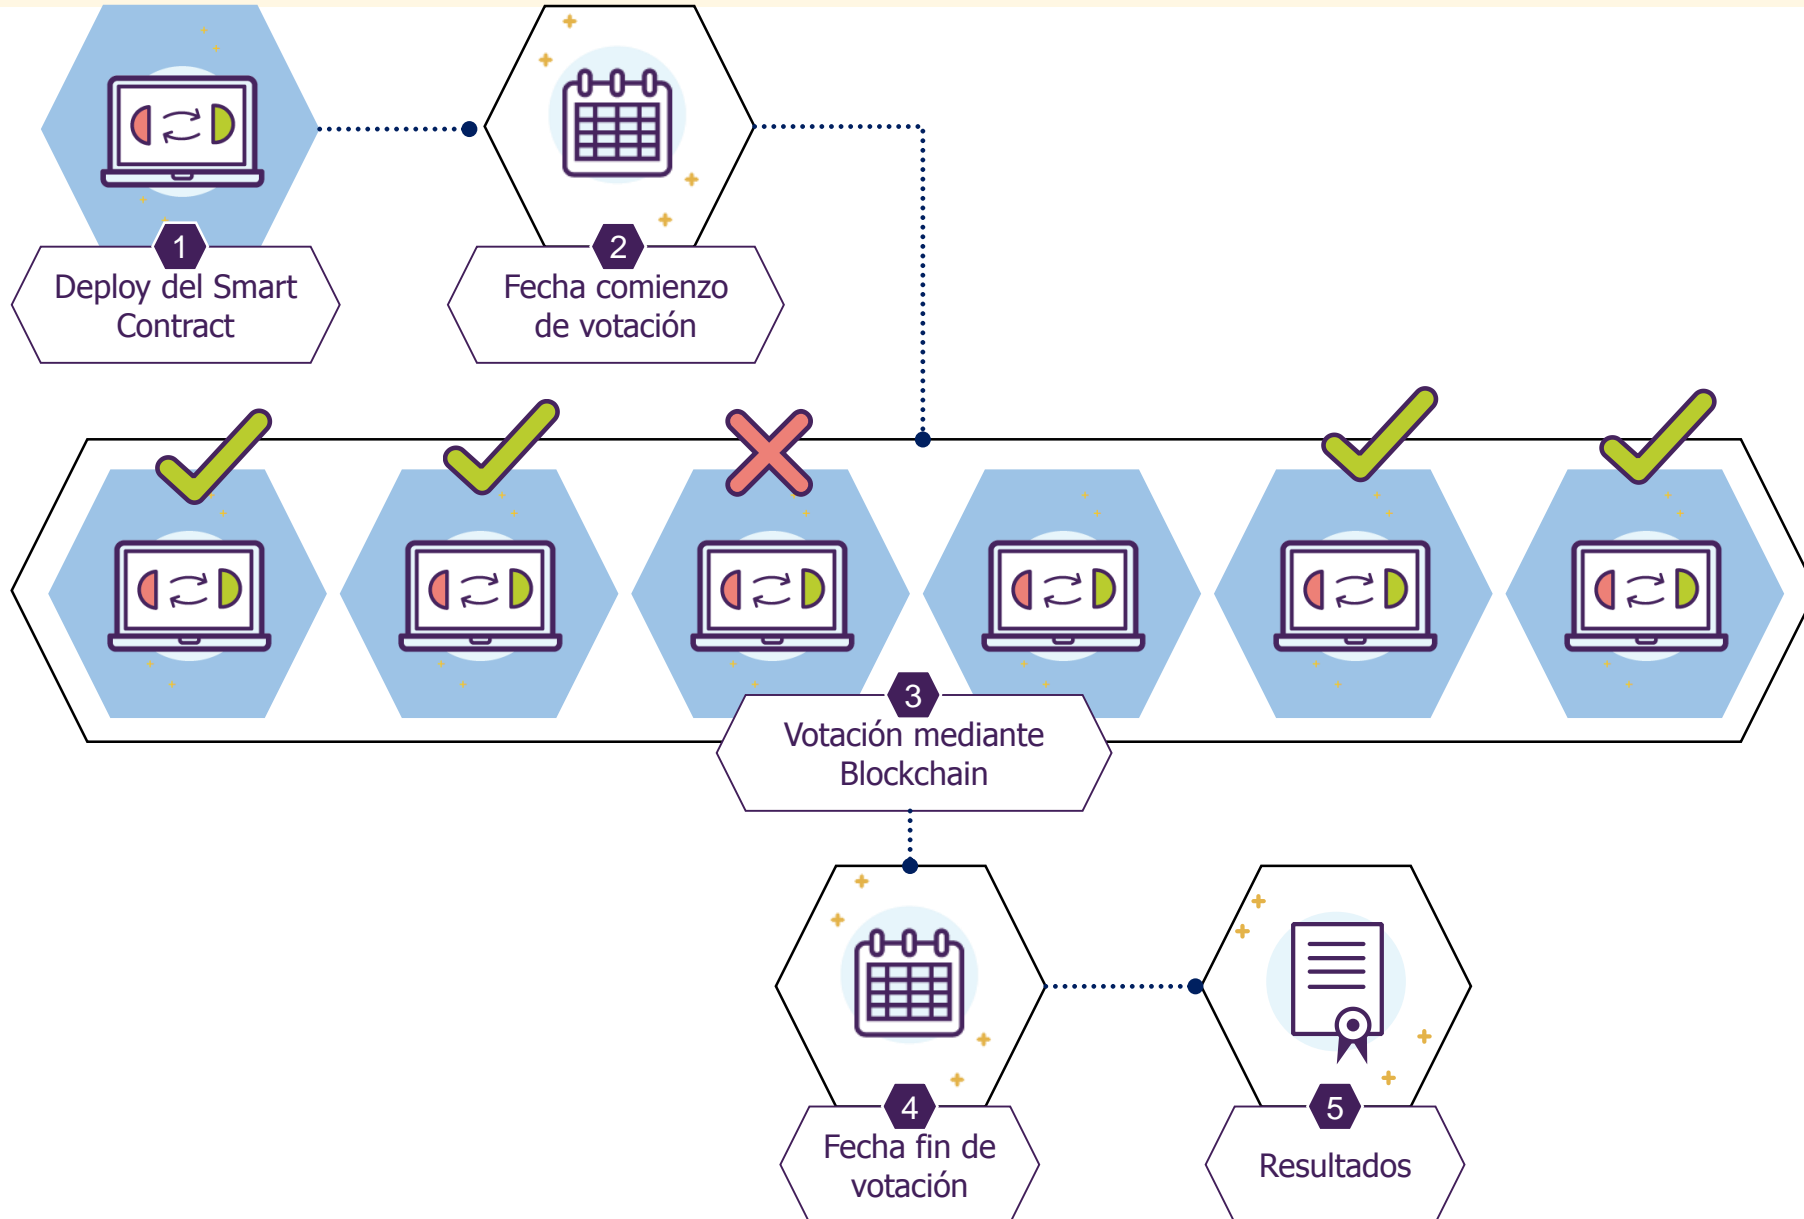 1
Deploy del Smart
Contract
2
Fecha comienzo
de votación
3
Votación mediante
Blockchain
4
Fecha fin de
votación
5
Resultados